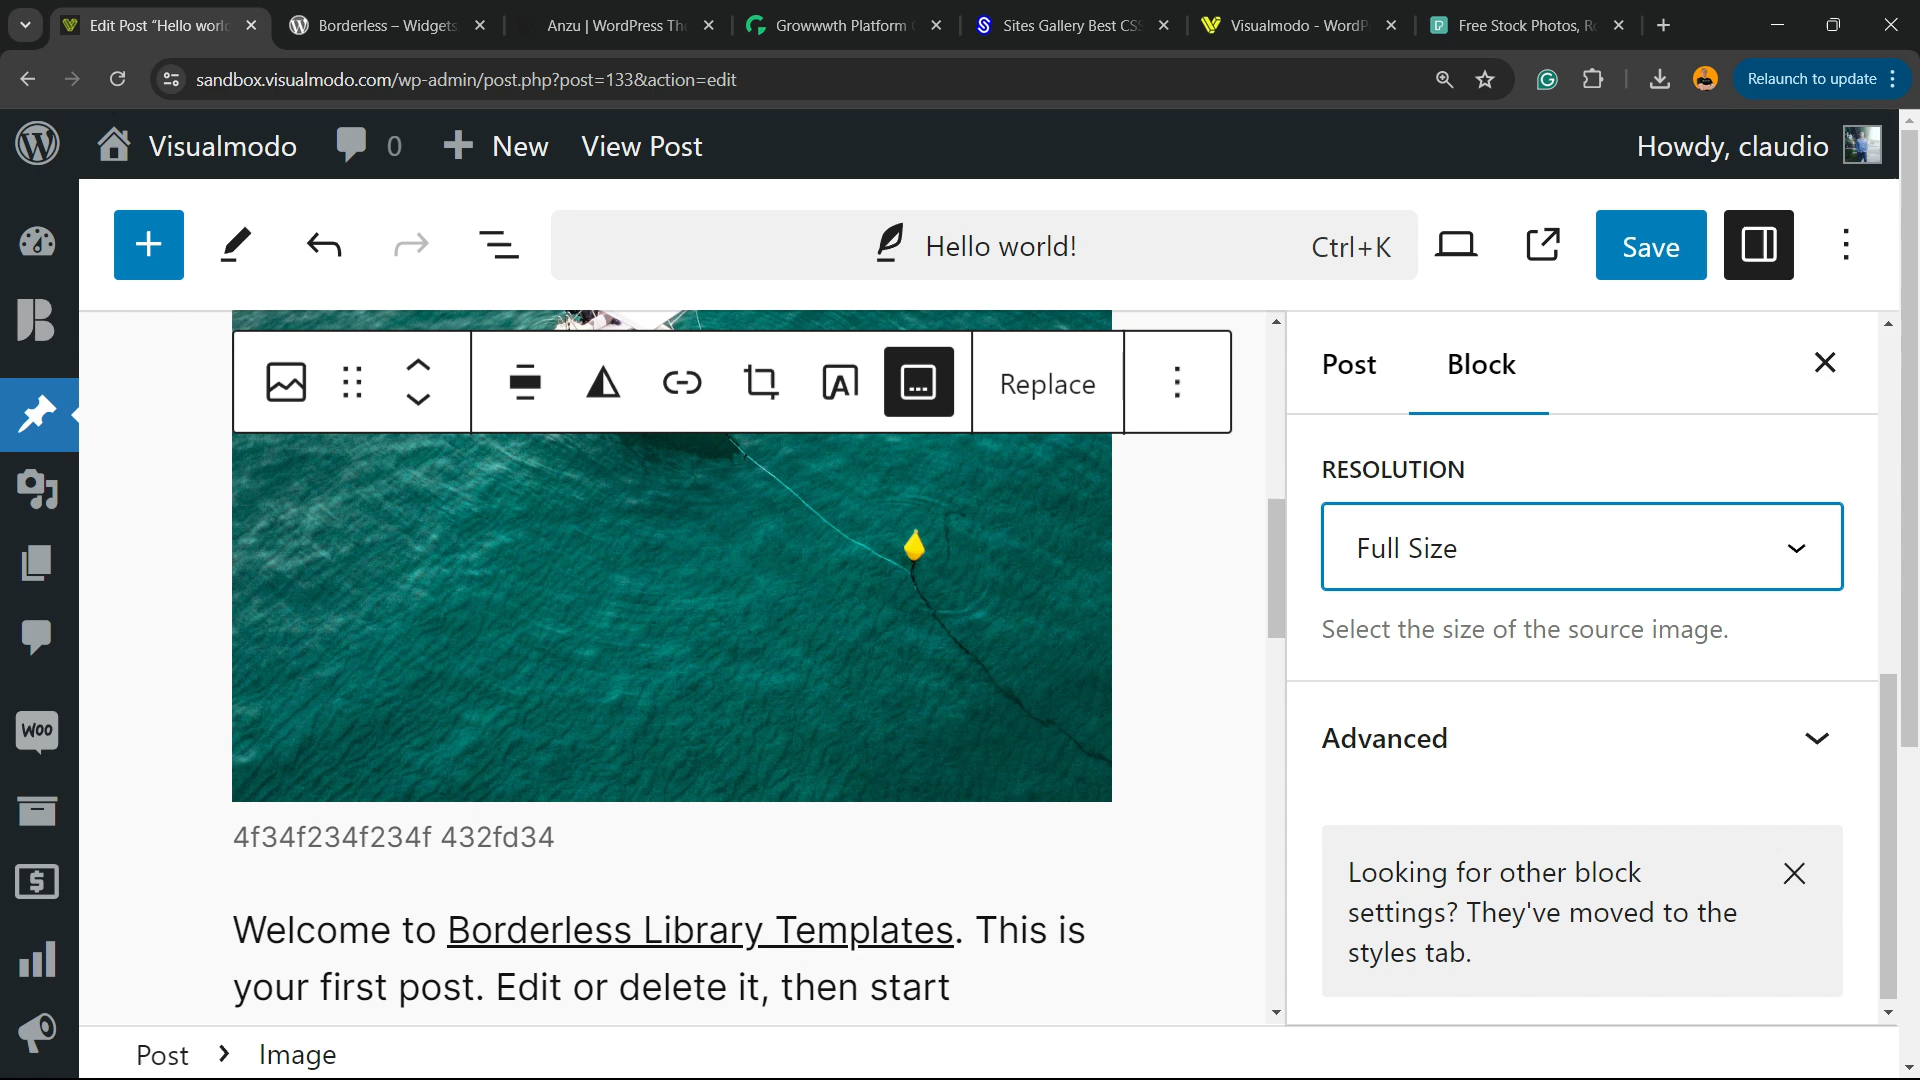 Edit Post “Hello worl
Borderless – Widgets
Anzu | WordPress Th
Growwwth Platform
Sites Gallery Best CS
Visualmodo - WordP
Free Stock Photos, R
sandbox.visualmodo.com/wp-admin/post.php?post=133&action=edit
Relaunch to update
Visualmodo
0
New
View Post
Howdy, claudio
Hello world!
Ctrl+K
Save
Replace
Post
Block
RESOLUTION
Full Size
Select the size of the source image.
Advanced
Looking for other block
settings? They've moved to the
styles tab.
Woo
4f34f234f234f 432fd34
Welcome to Borderless Library Templates. This is
your first post. Edit or delete it, then start
Post > Image